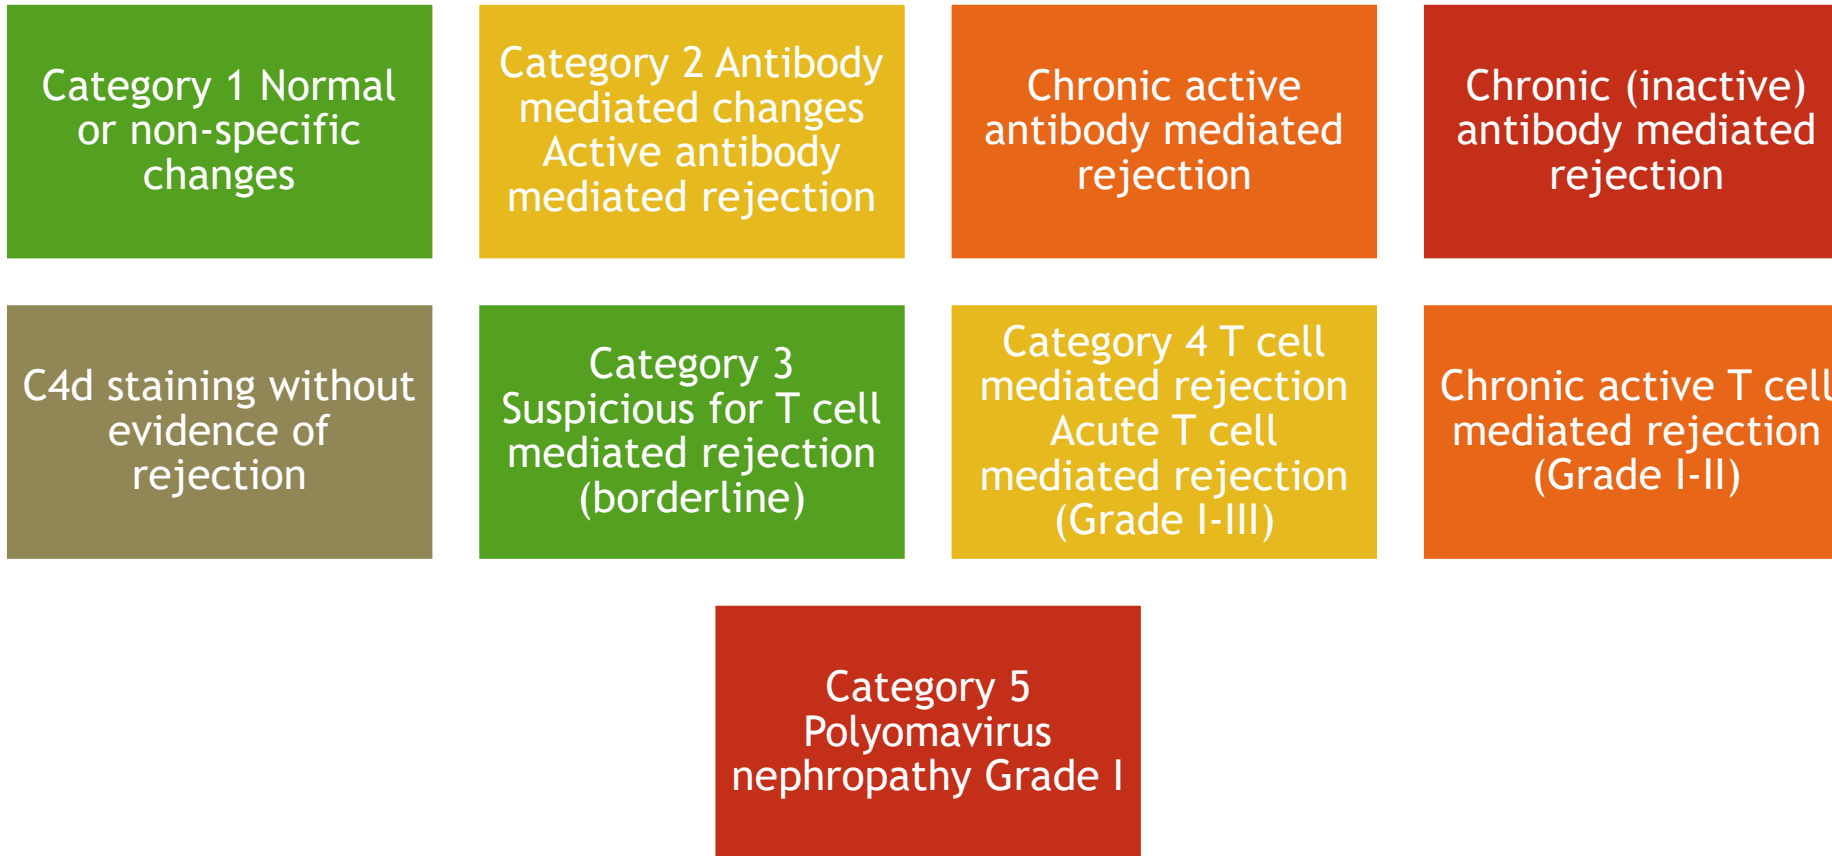 Category 1 Normal
or non-specific
changes
Category 2 Antibody
mediated changes
Active antibody
mediated rejection
Chronic active
antibody mediated
rejection
Chronic (inactive)
antibody mediated
rejection
C4d staining without
evidence of
rejection
Category 3
Suspicious for T cell
mediated rejection
(borderline)
Category 4 T cell
mediated rejection
Acute T cell
mediated rejection
(Grade I-III)
Chronic active T cell
mediated rejection
(Grade I-II)
Category 5
Polyomavirus
nephropathy Grade I